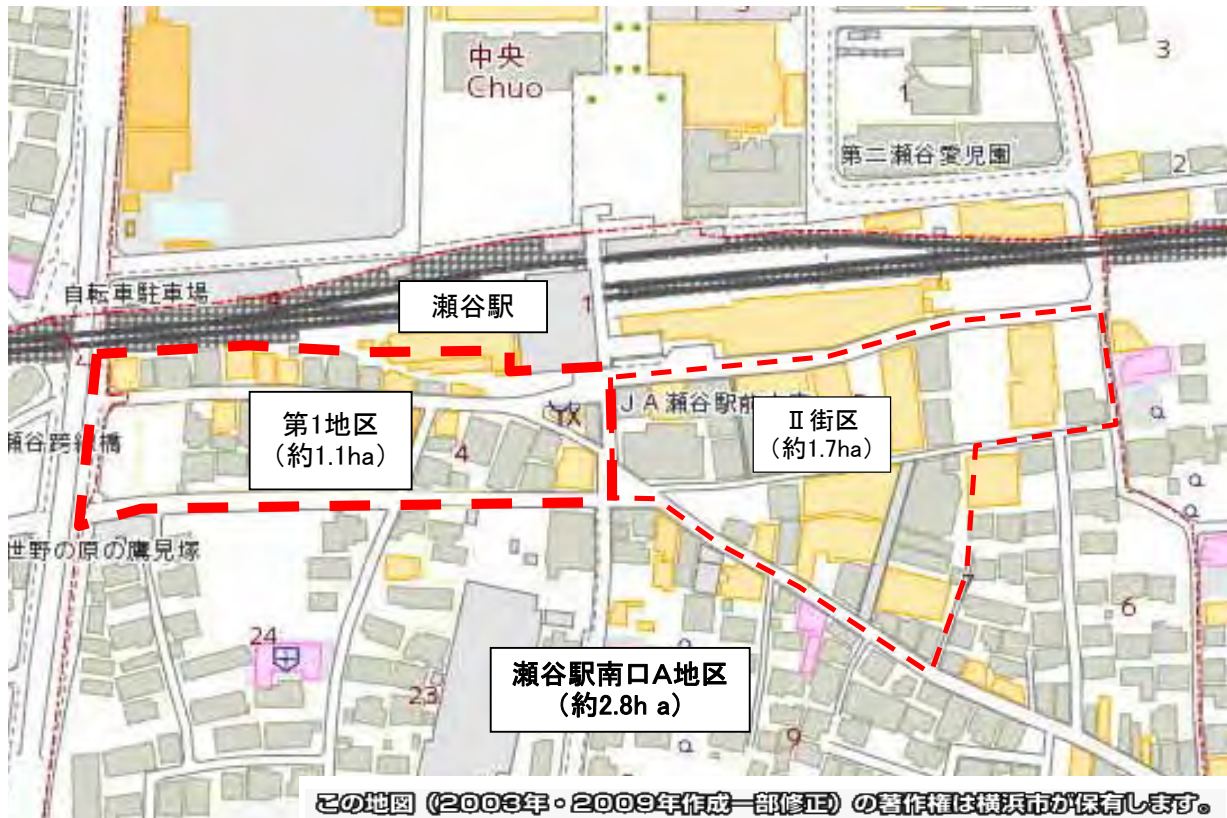 中央
Chuo
3
1
第二瀬谷愛児園
2
自転車駐車場
瀬谷駅
1
第1地区
（約1.1ha）
JA瀬谷駅前
Ⅱ街区
（約1.7ha）
瀬谷跨線橋
4
世野の原の鷹見塚
7
6
24
23
瀬谷駅南口A地区
（約2.8h a）
9
この地図（2003年・2009年作成一部修正）の著作権は横浜市が保有します。